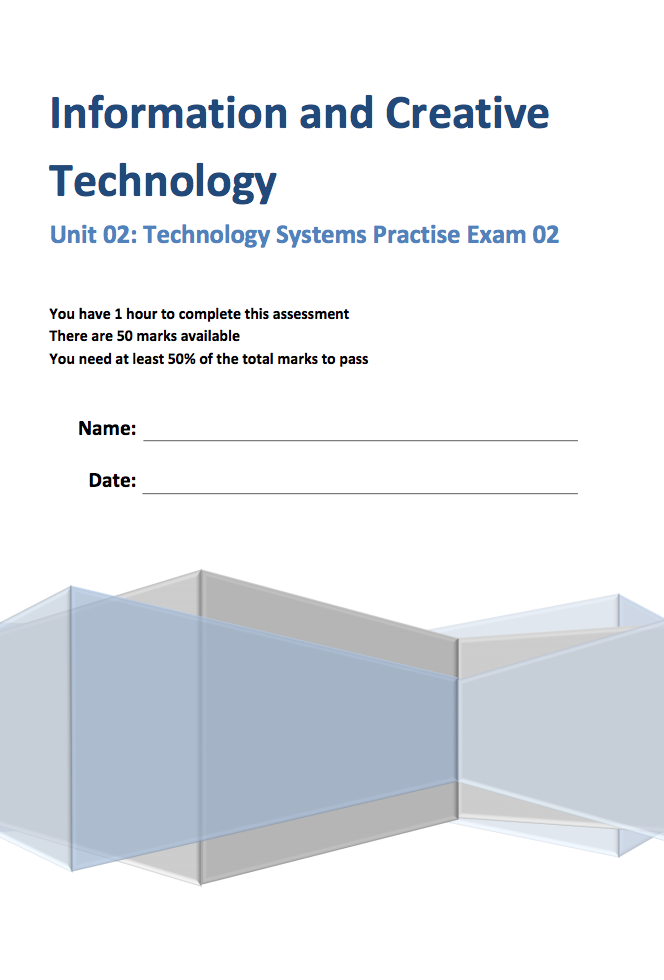 Information and Creative
Technology
Unit 02: Technology Systems Practise Exam 02
You have 1 hour to complete this assessment
There are 50 marks available
You need at least 50% of the total marks to pass
Name:
Date: